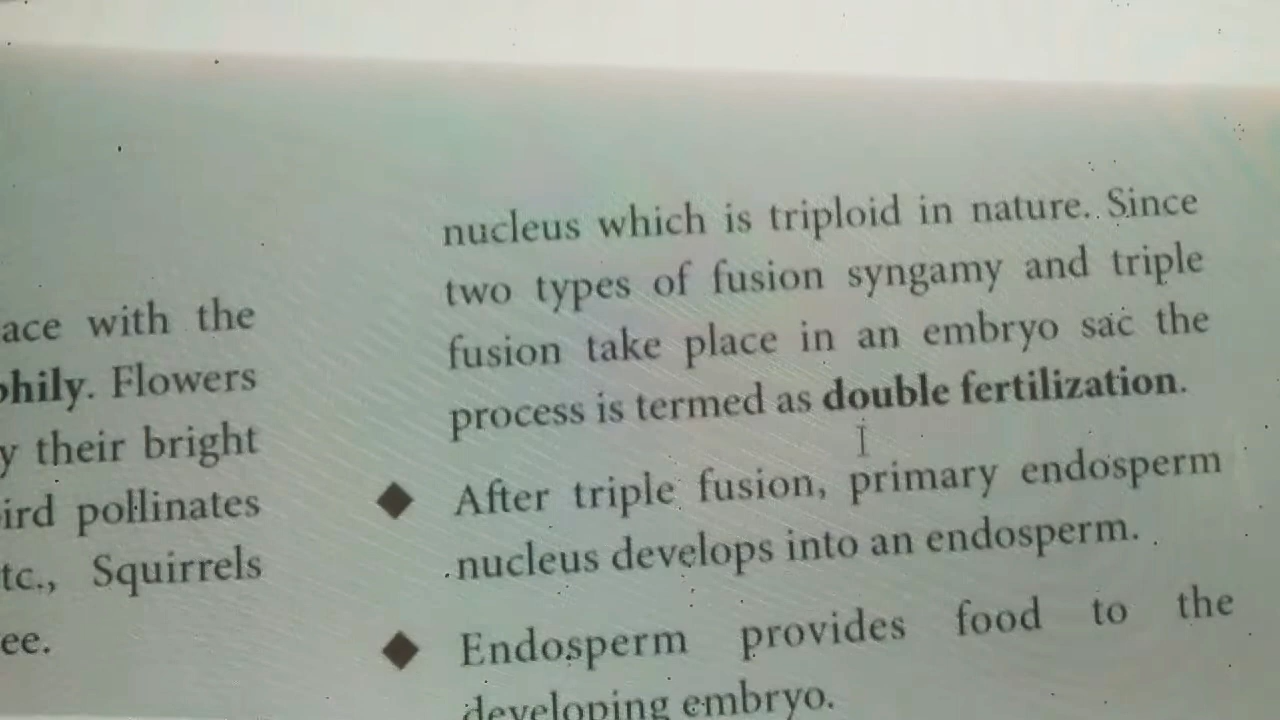 ace with the
phily. Flowers
y their bright
ird pollinates
tc., Squirrels
ee.
nucleus which is triploid in nature. Since
two types of fusion syngamy and triple
fusion take place in an embryo sac the
process is termed as double fertilization.
◆ After triple fusion, primary endosperm
nucleus develops into an endosperm.
◆ Endosperm provides food to the
developing embryo.